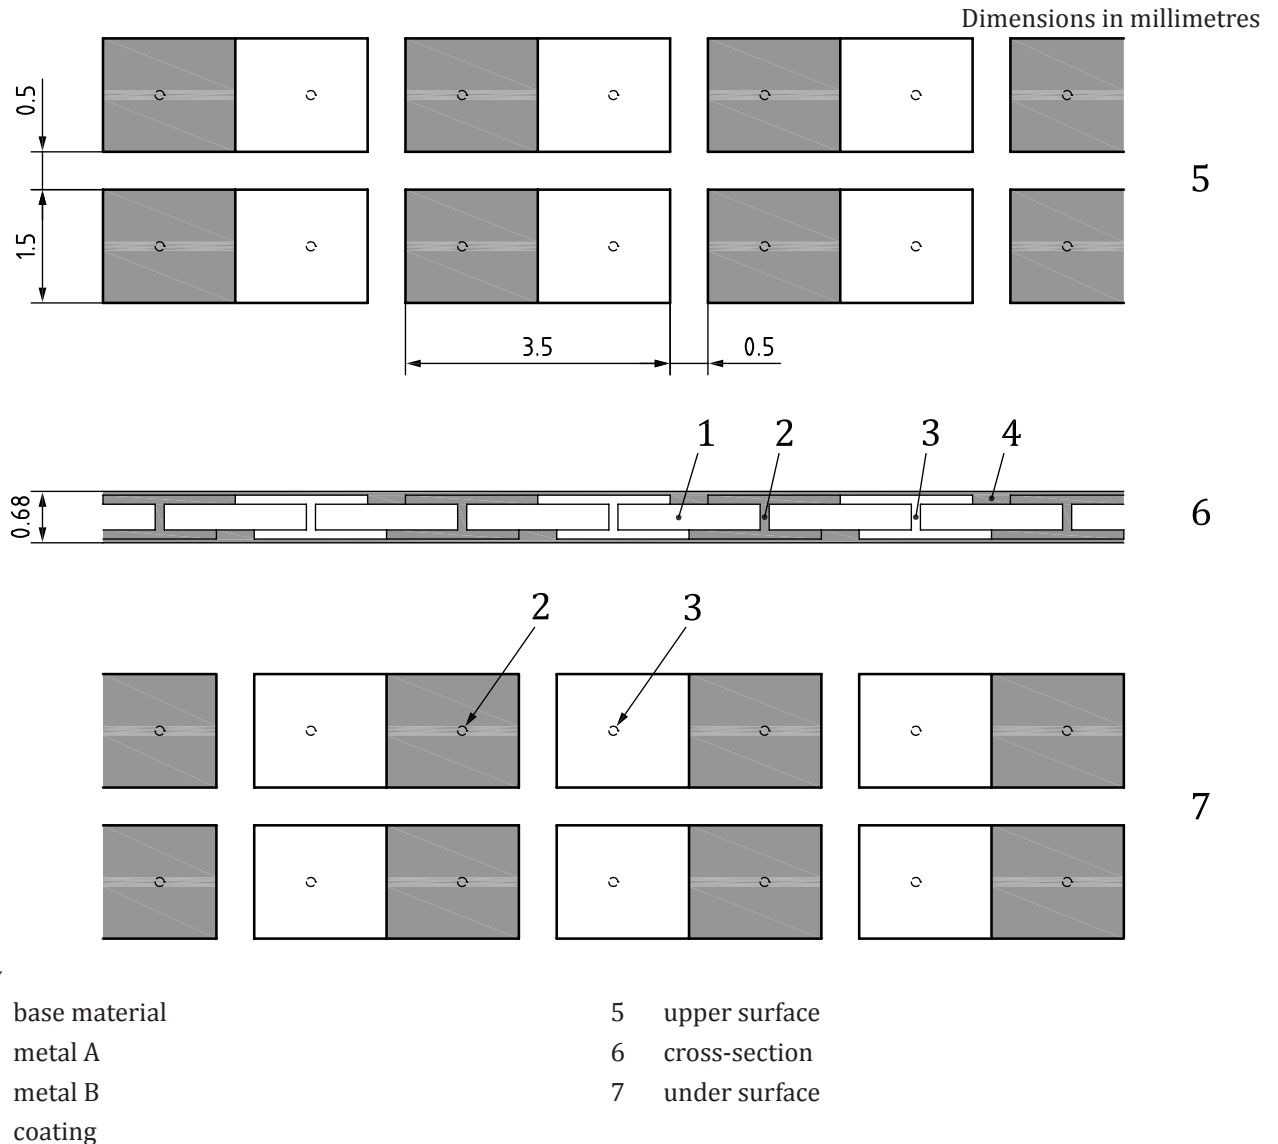 Dimensions in millimetres
0.5
5
1.5
3.5 0.5
1 2 3 4
0.68
6
2 3
7
base material 5 upper surface
metal A 6 cross-section
metal B 7 under surface
coating